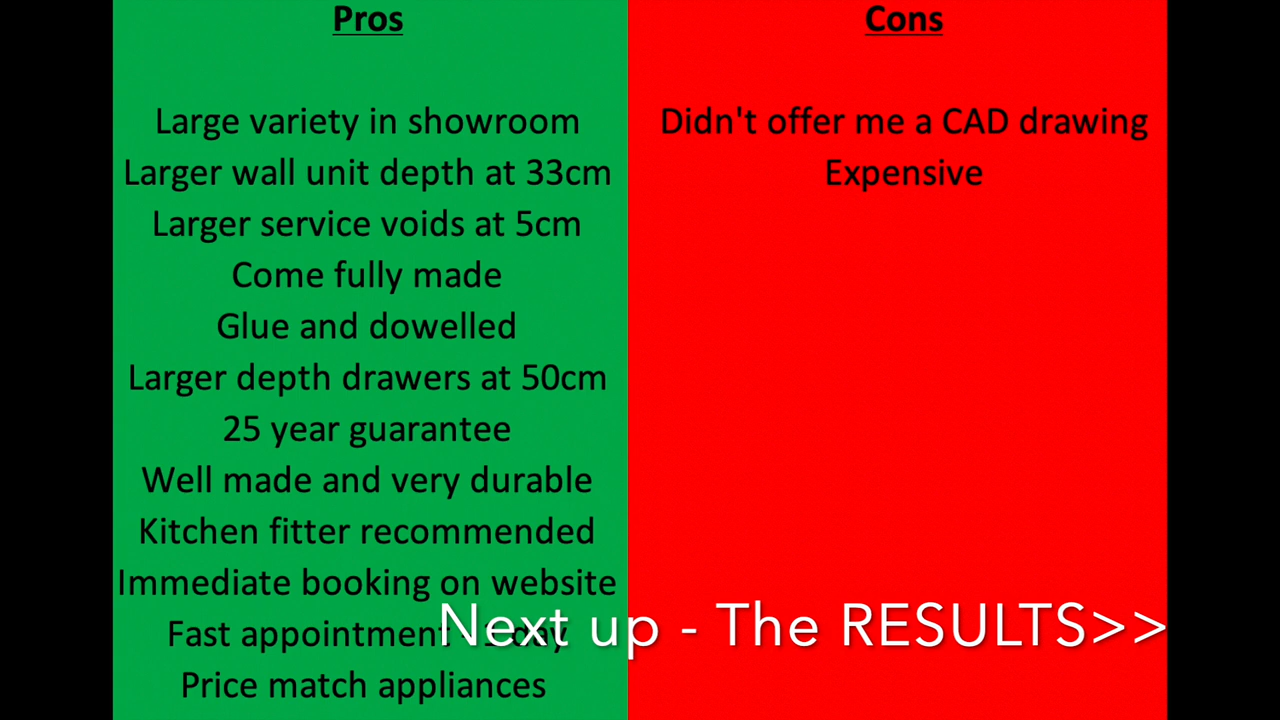 Pros
Cons
Large variety in showroom
Larger wall unit depth at 33cm
Larger service voids at 5cm
Come fully made
Glue and dowelled
Larger depth drawers at 50cm
25 year guarantee
Well made and very durable
Kitchen fitter recommended
Immediate booking on website
Fast appointment day
Price match appliances
Didn't offer me a CAD drawing
Expensive
Next up - The RESULTS>>